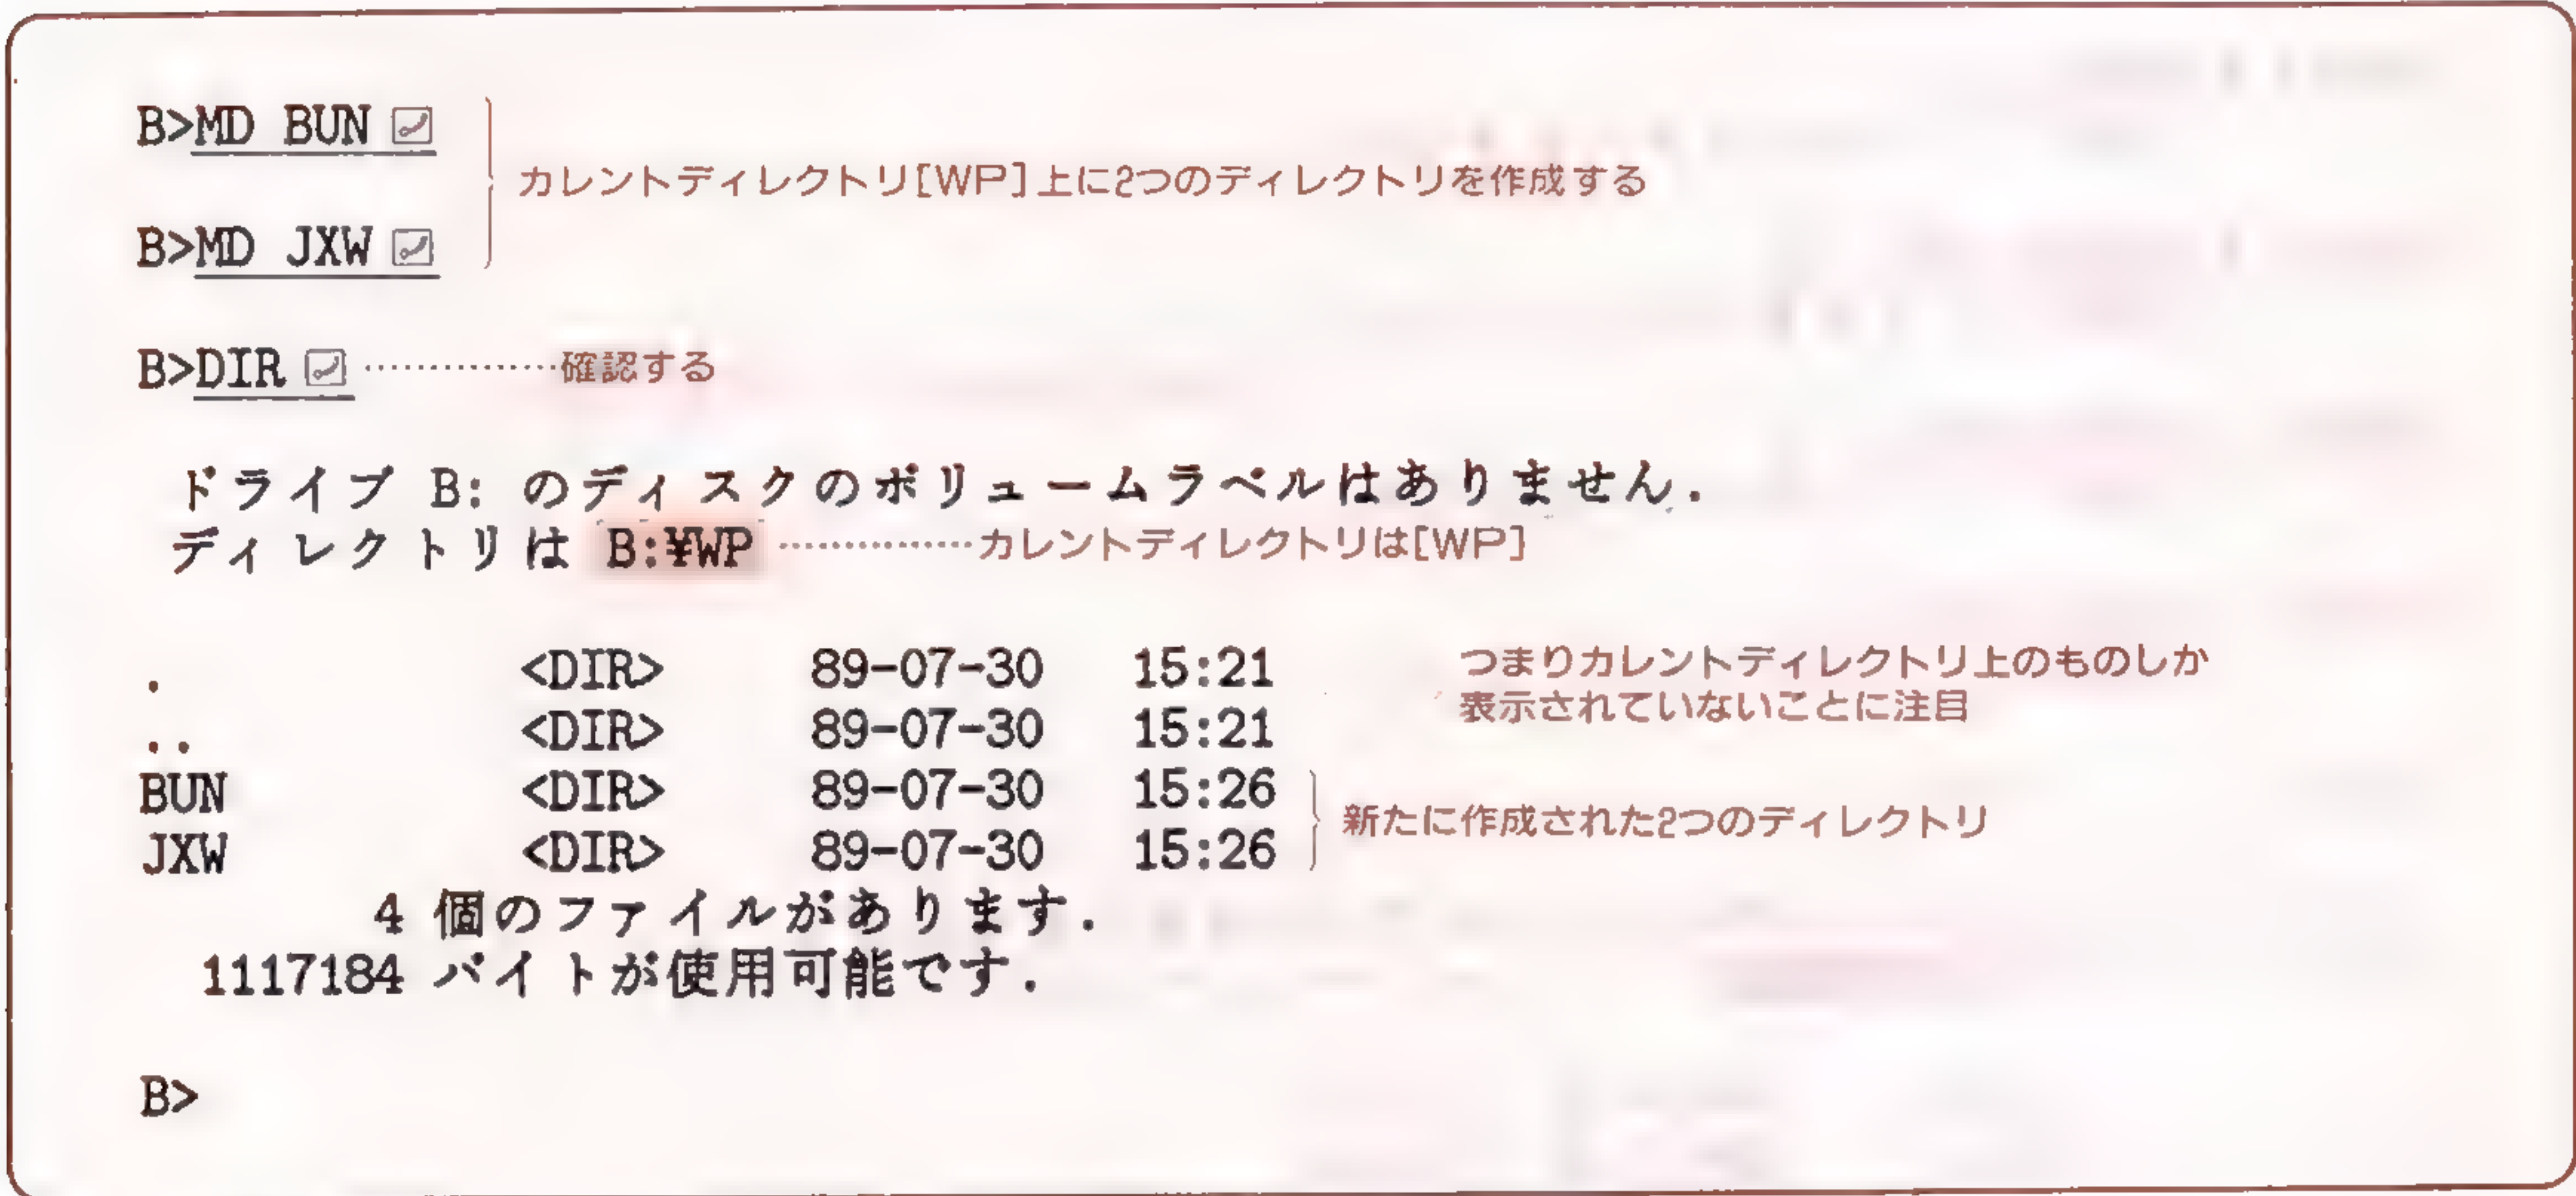 B>MD BUN
カレントディレクトリ[WP]上に2つのディレクトリを作成する
B>MD JXW
B>DIR …………確認する
ドライブ B: のディスクのボリュームラベルはありません.
ディレクトリは B:¥WP …………カレントディレクトリは[WP]
. <DIR> 89-07-30 15:21 つまりカレントディレクトリ上のものしか
表示されていないことに注目
.. <DIR> 89-07-30 15:21
BUN <DIR> 89-07-30 15:26
新たに作成された2つのディレクトリ
JXW <DIR> 89-07-30 15:26
4 個のファイルがあります.
1117184 バイトが使用可能です.
B>